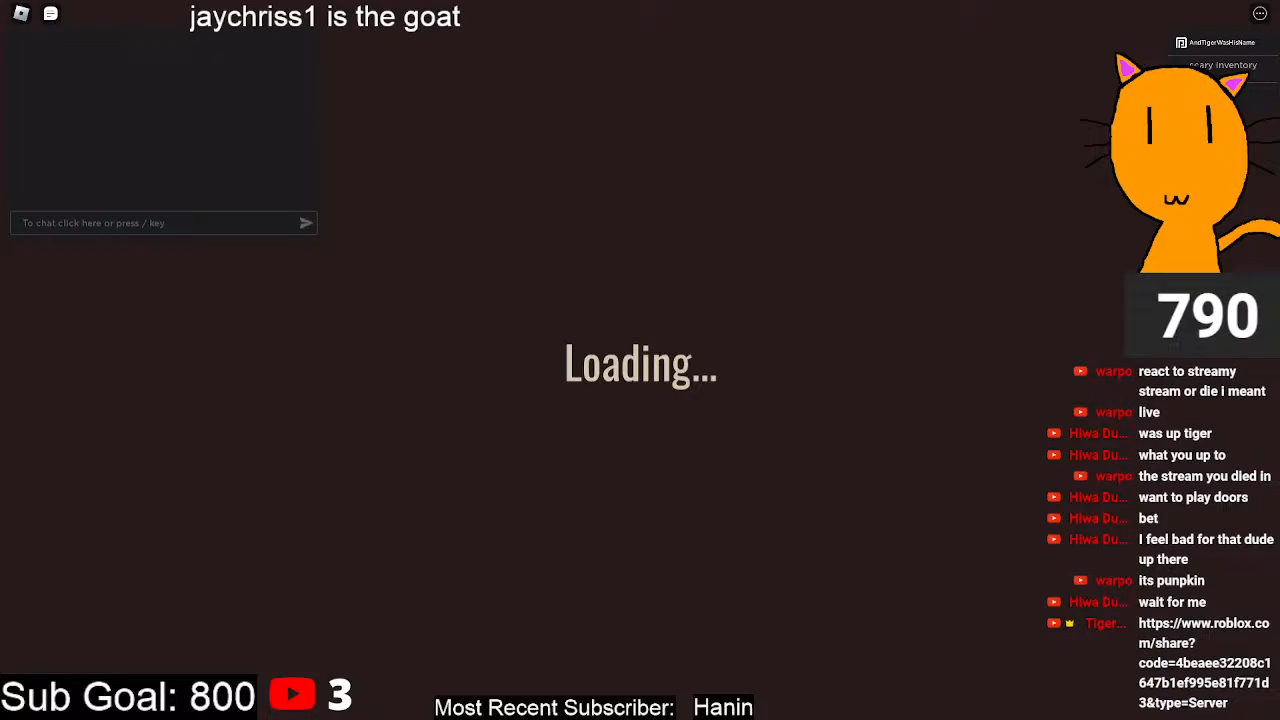 jaychriss1 is the goat
AndTigerWasHisName
scary Inventory
To chat click here or press / key
790
Loading...
warpo react to streamy
stream or die i meant
warpo live
Hiwa Du... was up tiger
Hiwa Du... what you up to
warpo the stream you died in
Hiwa Du... want to play doors
Hiwa Du... bet
Hiwa Du... I feel bad for that dude
up there
warpo its punpkin
Hiwa Du... wait for me
Tiger... https://www.roblox.co
m/share?
code=4beaee32208c1
647b1ef995e81f771d
3&type=Server
Sub Goal: 800
3
Most Recent Subscriber: Hanin